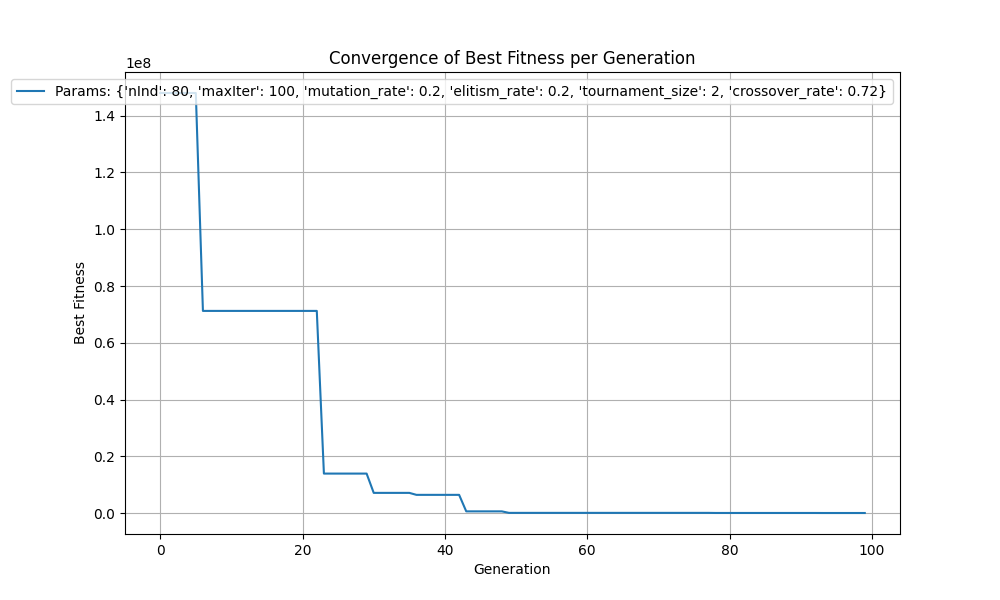 Convergence of Best Fitness per Generation
1e8
Params: {'nInd': 80, 'maxIter': 100, 'mutation_rate': 0.2, 'elitism_rate': 0.2, 'tournament_size': 2, 'crossover_rate': 0.72}
1.4
1.2
1.0
0.8
0.6
0.4
0.2
0.0
Best Fitness
0 20 40 60 80 100
Generation